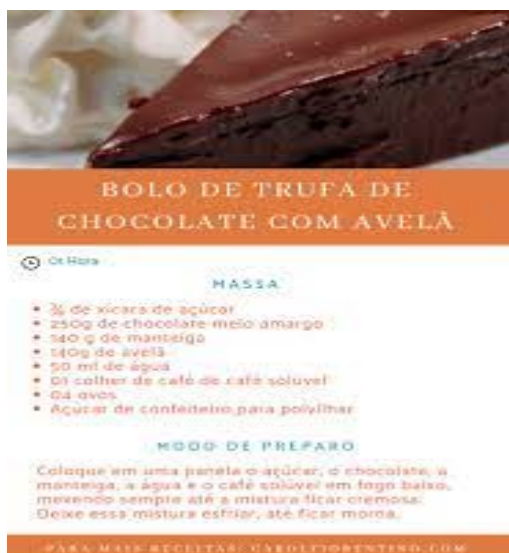 BOLO DE TRUFA DE
CHOCOLATE COM AVELÃ
01 Hora
MASSA
¾ de xícara de açúcar
250g de chocolate meio amargo
140 g de manteiga
140g de avelã
50 ml de água
01 colher de café de café solúvel
04 ovos
Açúcar de confeiteiro para polvilhar
MODO DE PREPARO
Coloque em uma panela o açúcar, o chocolate, a
manteiga, a água e o café solúvel em fogo baixo,
mexendo sempre até a mistura ficar cremosa.
Deixe essa mistura esfriar, até ficar morna.
PARA MAIS RECEITAS: CAROLFIORENTINO.COM